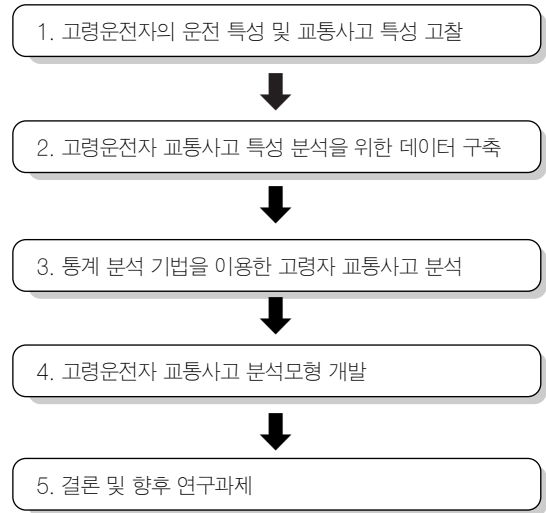 1. 고령운전자의 운전 특성 및 교통사고 특성 고찰
2. 고령운전자 교통사고 특성 분석을 위한 데이터 구축
3. 통계 분석 기법을 이용한 고령자 교통사고 분석
4. 고령운전자 교통사고 분석모형 개발
5. 결론 및 향후 연구과제